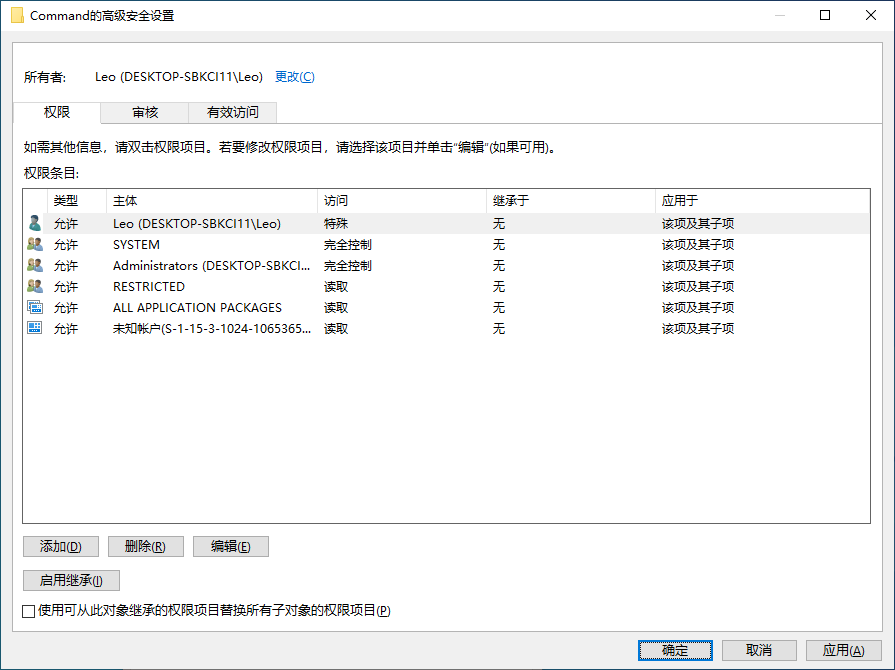 Command的高级安全设置
所有者: Leo (DESKTOP-SBKCI11\Leo) 更改(C)
权限 审核 有效访问
如需其他信息，请双击权限项目。若要修改权限项目，请选择该项目并单击“编辑”(如果可用)。
权限条目:
类型 主体 访问 继承于 应用于
允许 Leo (DESKTOP-SBKCI11\Leo) 特殊 无 该项及其子项
允许 SYSTEM 完全控制 无 该项及其子项
允许 Administrators (DESKTOP-SBKCI... 完全控制 无 该项及其子项
允许 RESTRICTED 读取 无 该项及其子项
允许 ALL APPLICATION PACKAGES 读取 无 该项及其子项
允许 未知帐户(S-1-15-3-1024-1065365... 读取 无 该项及其子项
添加(D) 删除(R) 编辑(E)
启用继承(I)
使用可从此对象继承的权限项目替换所有子对象的权限项目(P)
确定 取消 应用(A)